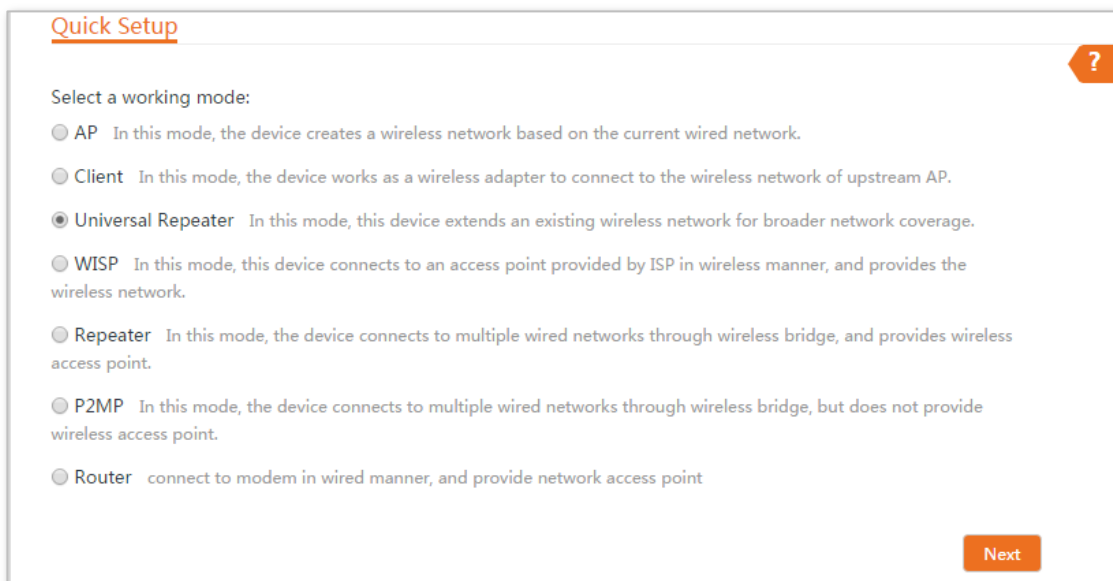 Quick Setup
?
Select a working mode:
AP In this mode, the device creates a wireless network based on the current wired network.
Client In this mode, the device works as a wireless adapter to connect to the wireless network of upstream AP.
Universal Repeater In this mode, this device extends an existing wireless network for broader network coverage.
WISP In this mode, this device connects to an access point provided by ISP in wireless manner, and provides the
wireless network.
Repeater In this mode, the device connects to multiple wired networks through wireless bridge, and provides wireless
access point.
P2MP In this mode, the device connects to multiple wired networks through wireless bridge, but does not provide
wireless access point.
Router connect to modem in wired manner, and provide network access point
Next